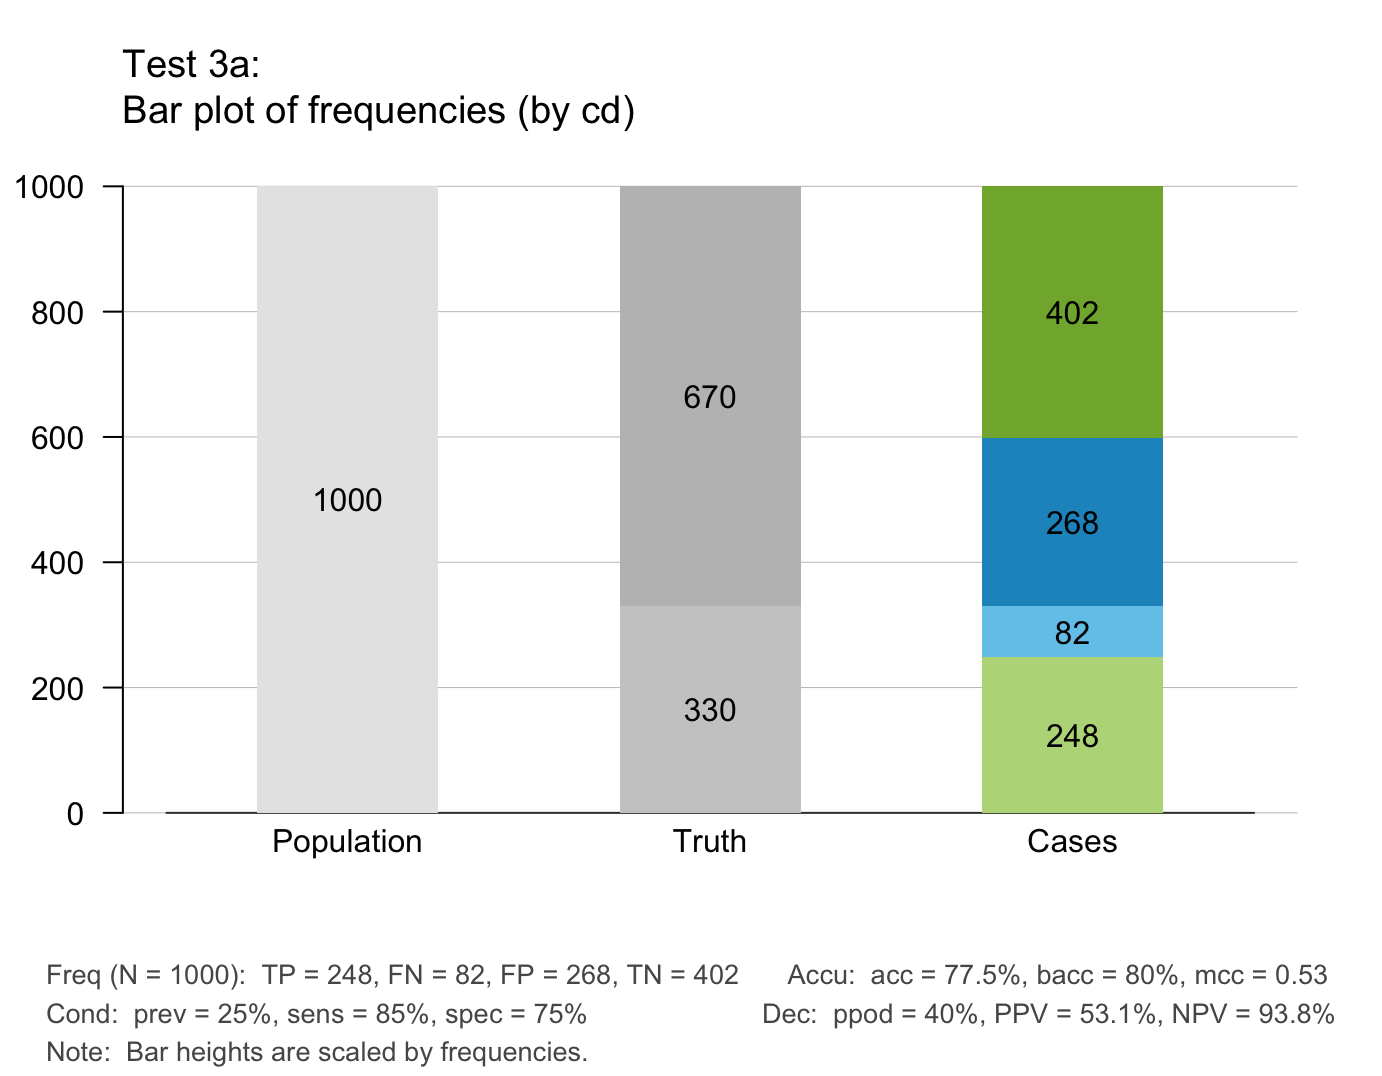 Test 3a:
Bar plot of frequencies (by cd)
1000
800
600
400
200
0
1000
670
330
402
268
82
248
Population
Truth
Cases
Freq (N = 1000):  TP = 248, FN = 82, FP = 268, TN = 402
Accu:  acc = 77.5%, bacc = 80%, mcc = 0.53
Cond:  prev = 25%, sens = 85%, spec = 75%
Dec:  ppod = 40%, PPV = 53.1%, NPV = 93.8%
Note:  Bar heights are scaled by frequencies.